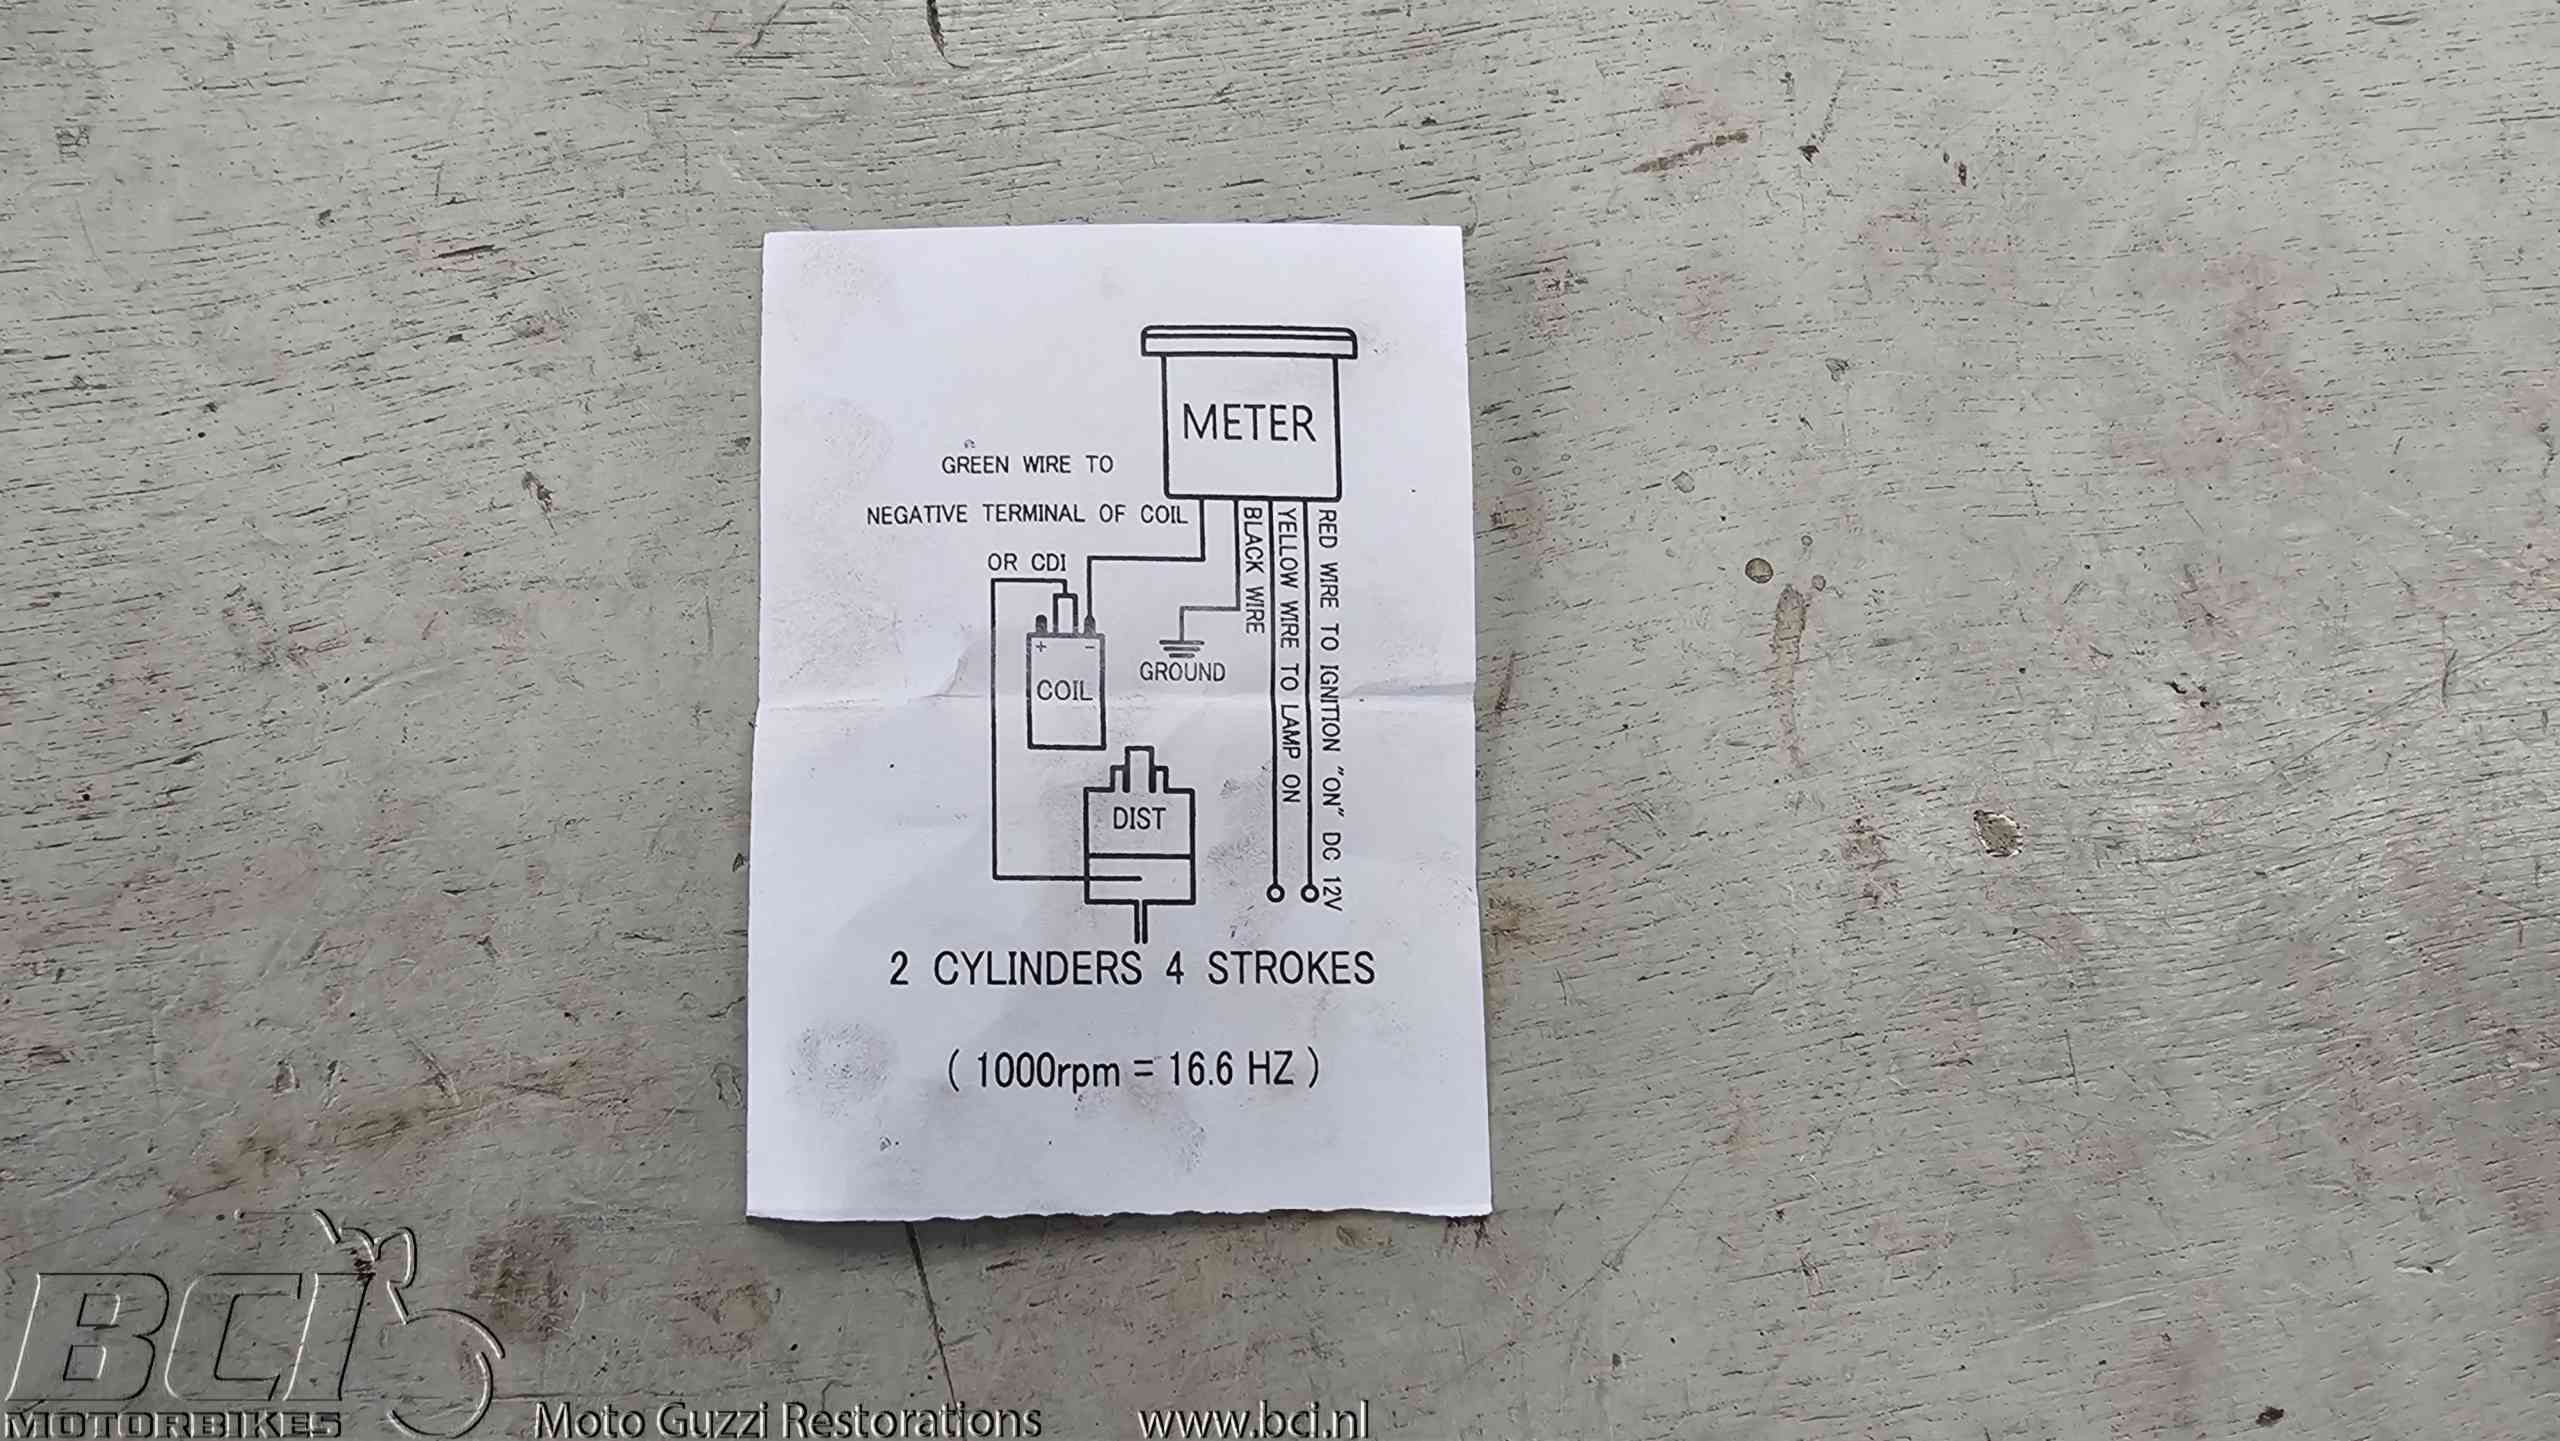 METER
GREEN WIRE TO
NEGATIVE TERMINAL OF COIL
OR CDI
BLACK WIRE
YELLOW WIRE TO LAMP ON
RED WIRE TO IGNITION "ON" DC 12V
+ −
COIL
GROUND
DIST
2 CYLINDERS 4 STROKES
( 1000rpm = 16.6 HZ )
BCI
MOTORBIKES
Moto Guzzi Restorations
www.bci.nl